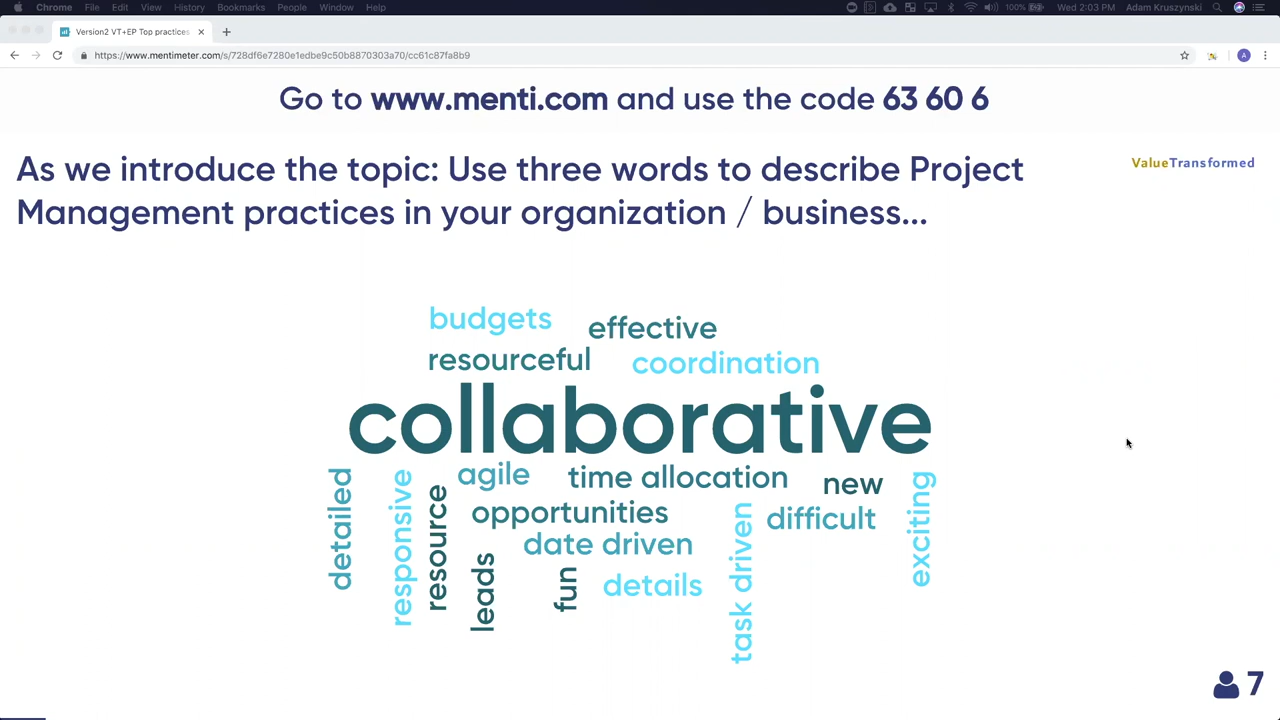 Chrome File Edit View History Bookmarks People Window Help 100% Wed 2:03 PM Adam Kruszynski
Version2 VT+EP Top practices
https://www.mentimeter.com/s/728df6e7280e1edbe9c50b8870303a70/cc61c87fa8b9
A
Go to www.menti.com and use the code 63 60 6
As we introduce the topic: Use three words to describe Project
Management practices in your organization / business...
ValueTransformed
budgets
effective
resourceful
coordination
collaborative
detailed
responsive
resource
agile
time allocation
new
exciting
opportunities
difficult
date driven
task driven
leads
fun
details
7